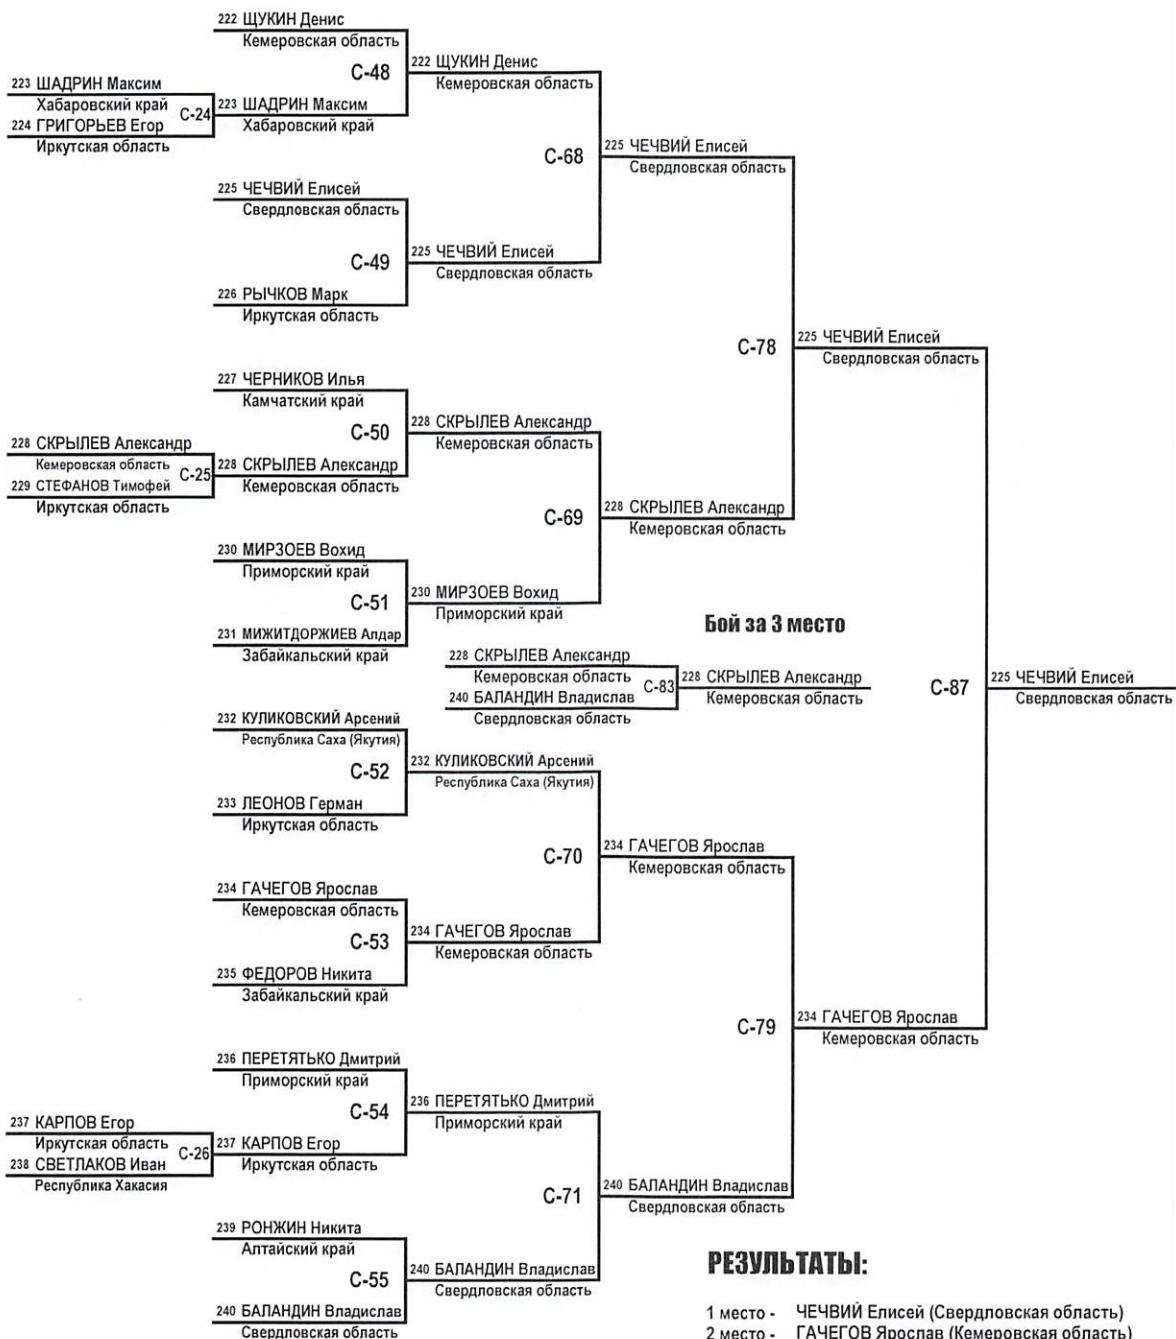 222 ЩУКИН Денис
Кемеровская область
С-48
222 ЩУКИН Денис
Кемеровская область
223 ШАДРИН Максим
Хабаровский край
С-24
224 ГРИГОРЬЕВ Егор
Иркутская область
223 ШАДРИН Максим
Хабаровский край
С-68
225 ЧЕЧВИЙ Елисей
Свердловская область
225 ЧЕЧВИЙ Елисей
Свердловская область
С-49
225 ЧЕЧВИЙ Елисей
Свердловская область
226 РЫЧКОВ Марк
Иркутская область
С-78
225 ЧЕЧВИЙ Елисей
Свердловская область
227 ЧЕРНИКОВ Илья
Камчатский край
С-50
228 СКРЫЛЕВ Александр
Кемеровская область
228 СКРЫЛЕВ Александр
Кемеровская область
С-25
229 СТЕФАНОВ Тимофей
Иркутская область
228 СКРЫЛЕВ Александр
Кемеровская область
С-69
228 СКРЫЛЕВ Александр
Кемеровская область
230 МИРЗОЕВ Вохид
Приморский край
С-51
230 МИРЗОЕВ Вохид
Приморский край
231 МИЖИТДОРЖИЕВ Алдар
Забайкальский край
Бой за 3 место
228 СКРЫЛЕВ Александр
Кемеровская область
С-83
240 БАЛАНДИН Владислав
Свердловская область
228 СКРЫЛЕВ Александр
Кемеровская область
С-87
225 ЧЕЧВИЙ Елисей
Свердловская область
232 КУЛИКОВСКИЙ Арсений
Республика Саха (Якутия)
С-52
232 КУЛИКОВСКИЙ Арсений
Республика Саха (Якутия)
233 ЛЕОНОВ Герман
Иркутская область
С-70
234 ГАЧЕГОВ Ярослав
Кемеровская область
234 ГАЧЕГОВ Ярослав
Кемеровская область
С-53
234 ГАЧЕГОВ Ярослав
Кемеровская область
235 ФЕДОРОВ Никита
Забайкальский край
С-79
234 ГАЧЕГОВ Ярослав
Кемеровская область
236 ПЕРЕТЯТЬКО Дмитрий
Приморский край
С-54
236 ПЕРЕТЯТЬКО Дмитрий
Приморский край
237 КАРПОВ Егор
Иркутская область
С-26
238 СВЕТЛАКОВ Иван
Республика Хакасия
237 КАРПОВ Егор
Иркутская область
С-71
240 БАЛАНДИН Владислав
Свердловская область
239 РОНЖИН Никита
Алтайский край
С-55
240 БАЛАНДИН Владислав
Свердловская область
240 БАЛАНДИН Владислав
Свердловская область
РЕЗУЛЬТАТЫ:
1 место - ЧЕЧВИЙ Елисей (Свердловская область)
2 место - ГАЧЕГОВ Ярослав (Кемеровская область)